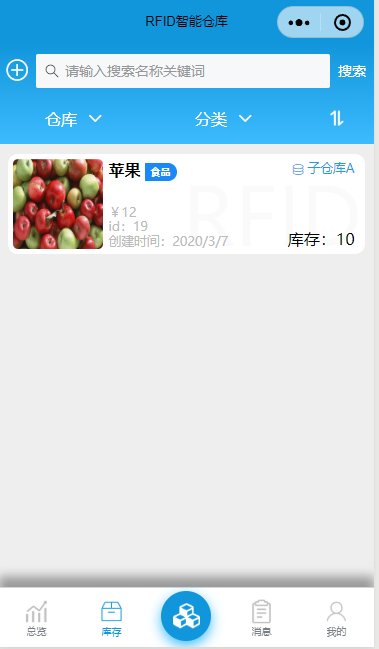 RFID智能仓库
请输入搜索名称关键词 搜索
仓库 分类
苹果 食品 子仓库A
RFID
￥12
id：19
创建时间：2020/3/7 库存：10
总览 库存 消息 我的